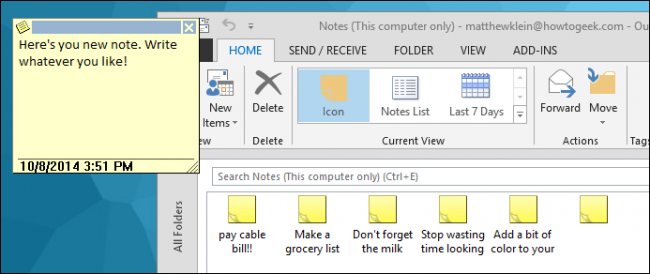 Here's you new note. Write
whatever you like!
10/8/2014 3:51 PM
Notes (This computer only) - matthewklein@howtogeek.com - Ou
HOME SEND / RECEIVE FOLDER VIEW ADD-INS
New
Items
Delete
Icon
Notes List
Last 7 Days
Forward
Move
Delete
Current View
Actions
Tags
Search Notes (This computer only) (Ctrl+E)
All Folders
pay cable
bill!!
Make a
grocery list
Don't forget
the milk
Stop wasting
time looking
Add a bit of
color to your